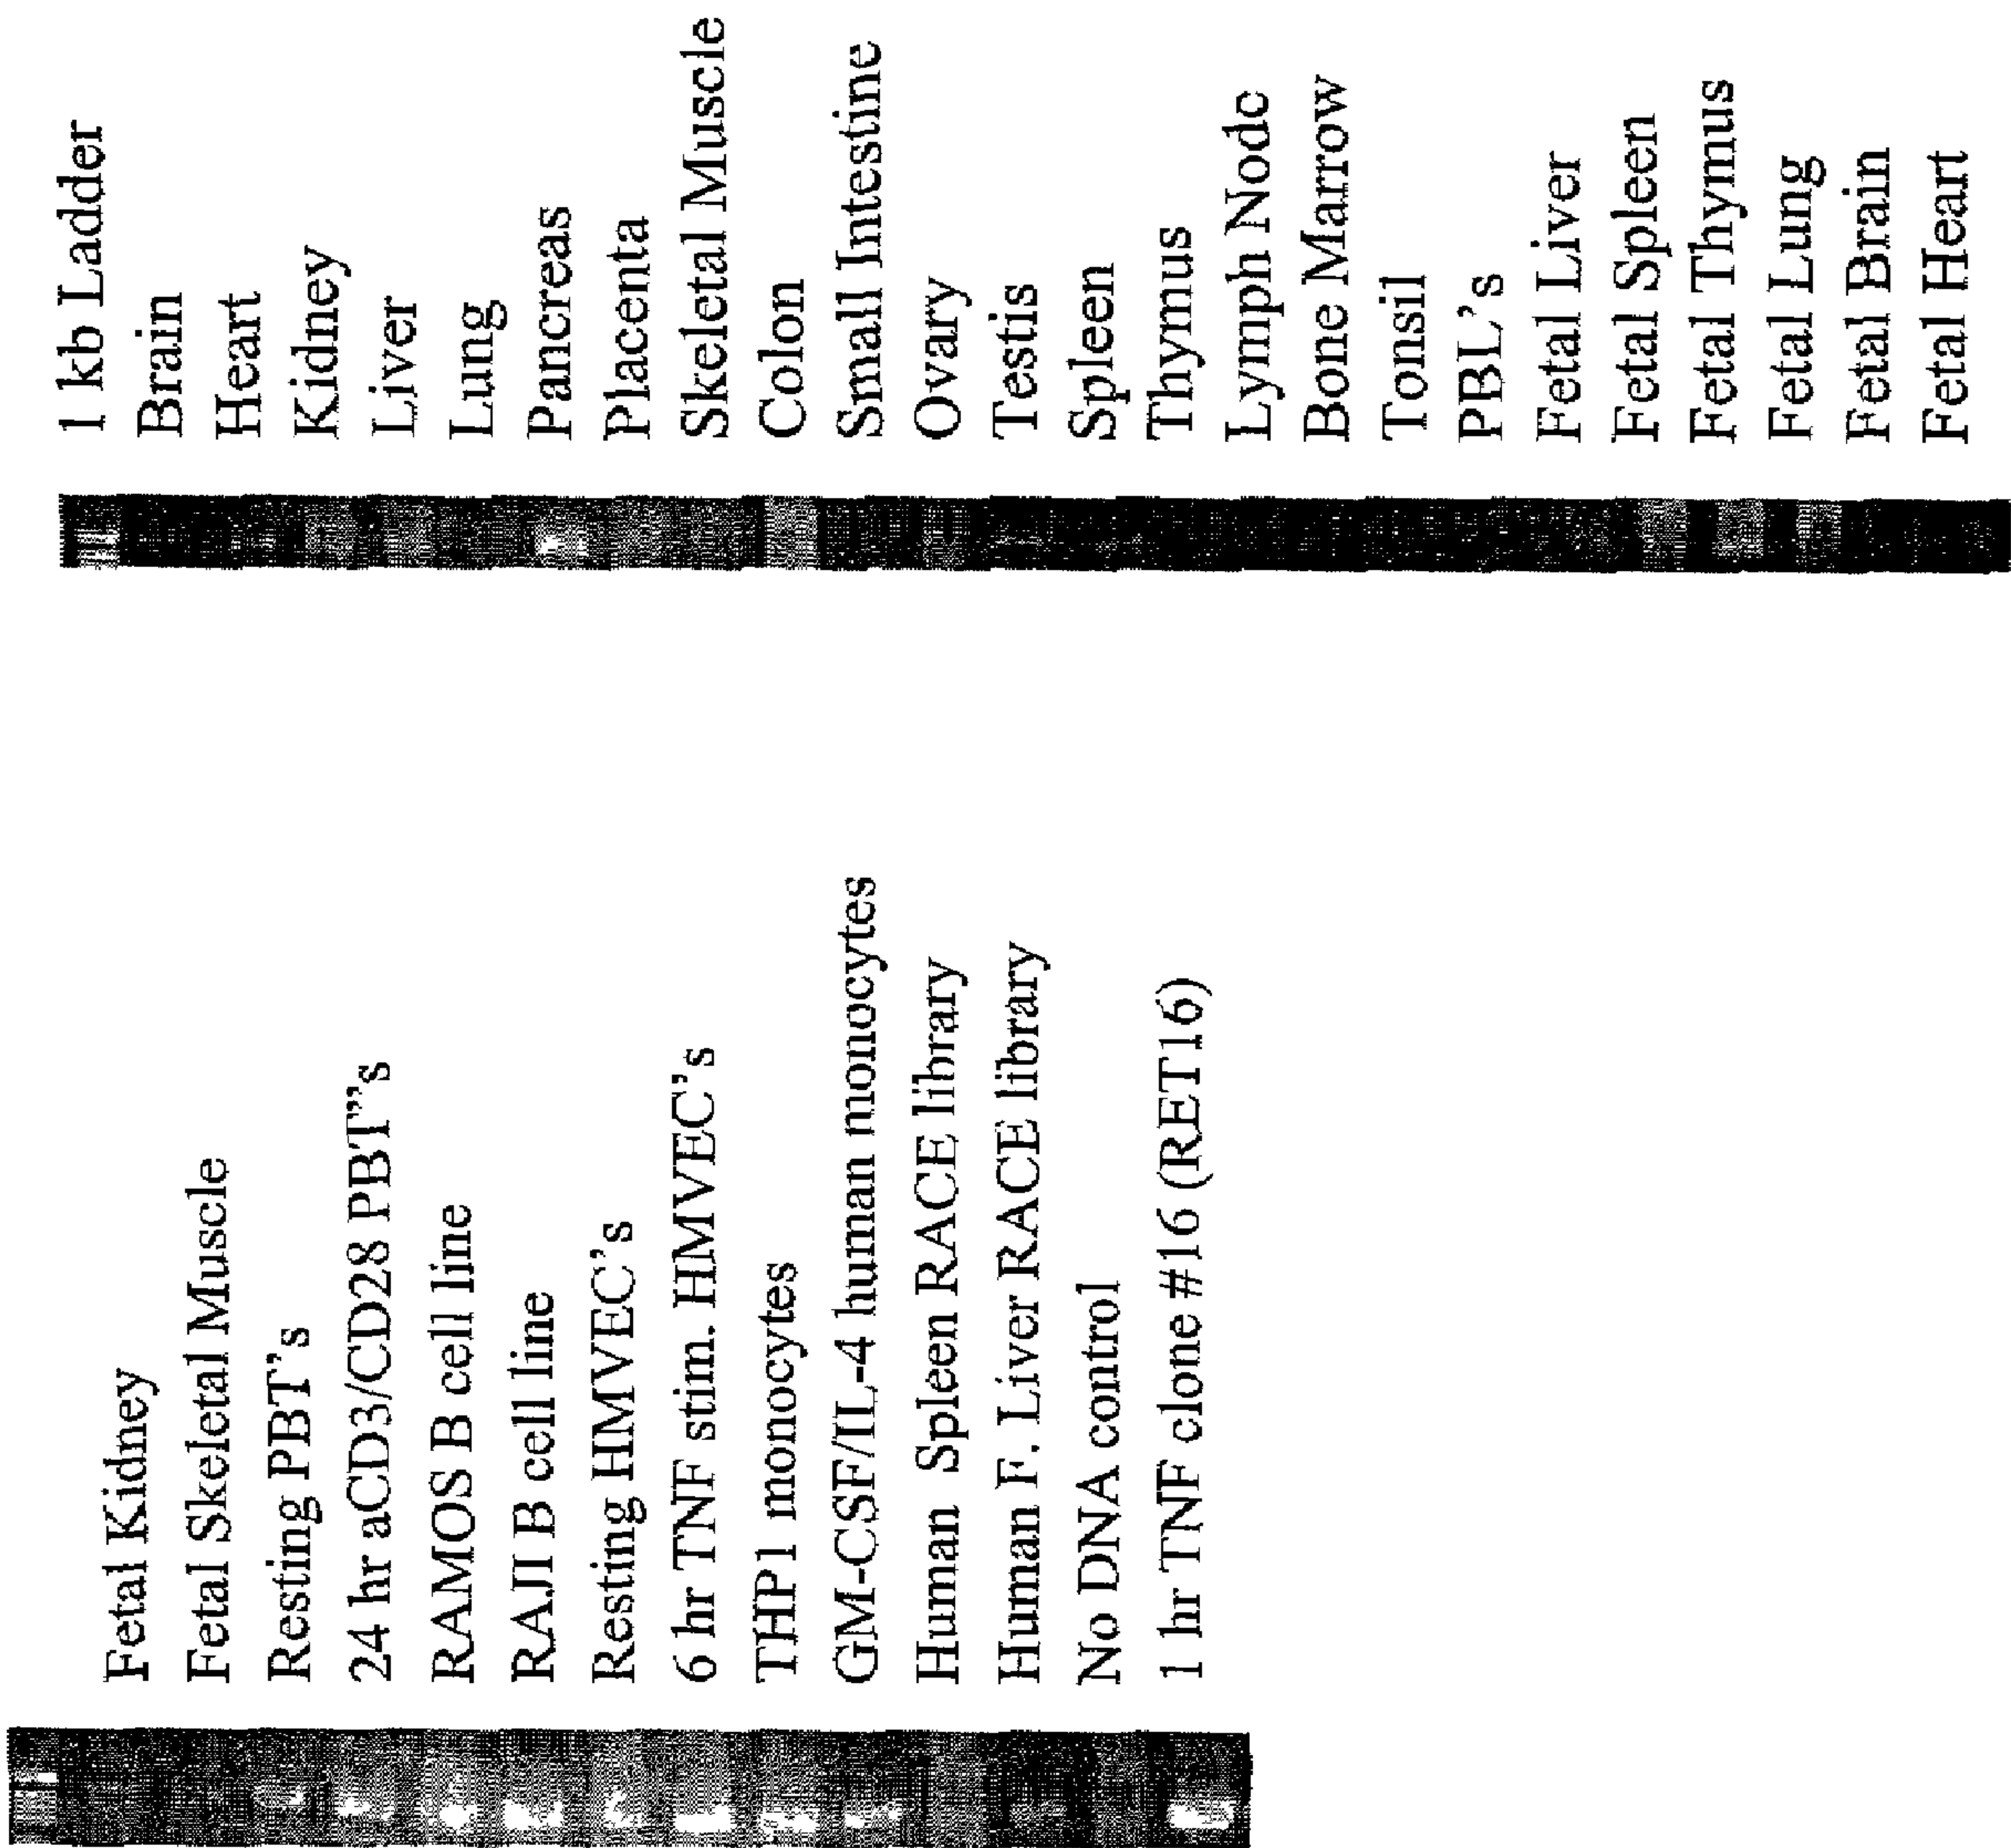 1 kb Ladder
Brain
Heart
Kidney
Liver
Lung
Pancreas
Placenta
Skeletal Muscle
Colon
Small Intestine
Ovary
Testis
Spleen
Thymus
Lymph Node
Bone Marrow
Tonsil
PBL's
Fetal Liver
Fetal Spleen
Fetal Thymus
Fetal Lung
Fetal Brain
Fetal Heart
Fetal Kidney
Fetal Skeletal Muscle
Resting PBT's
24 hr aCD3/CD28 PBT"s
RAMOS B cell line
RAJI B cell line
Resting HMVEC's
6 hr TNF stim. HMVEC's
THP1 monocytes
GM-CSF/IL-4 human monocytes
Human Spleen RACE library
Human F. Liver RACE library
No DNA control
1 hr TNF clone #16 (RET16)